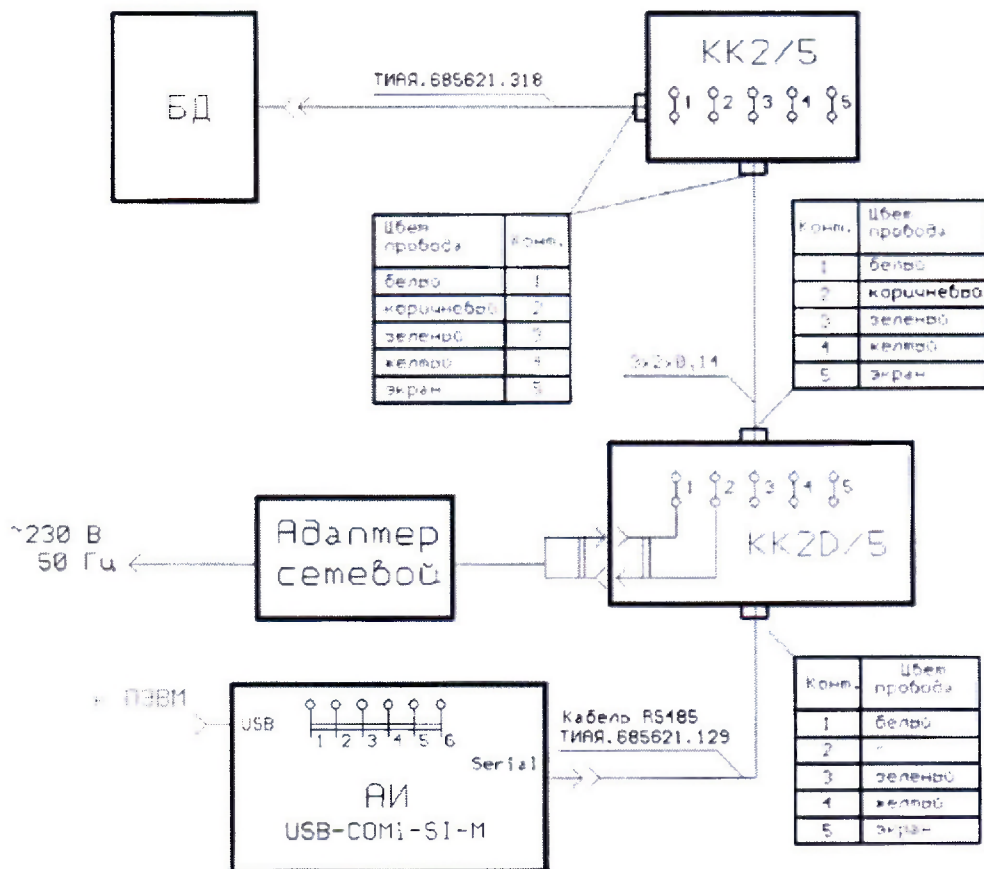 БД
ТИАЯ.685621.318
КК2/5
1 2 3 4 5
Цвет провода Конт.
белый 1
коричневый 2
зеленый 3
желтый 4
экран 5
Конт. Цвет провода
1 белый
2 коричневый
3 зеленый
4 желтый
5 экран
3х2х0,14
1 2 3 4 5
КК2D/5
~230 В
50 Гц
Адаптер
сетевой
к ПЭВМ
USB
1 2 3 4 5 6
Serial
АИ
USB-COMi-SI-M
Кабель RS485
ТИАЯ.685621.129
Конт. Цвет провода
1 белый
2 -
3 зеленый
4 желтый
5 экран